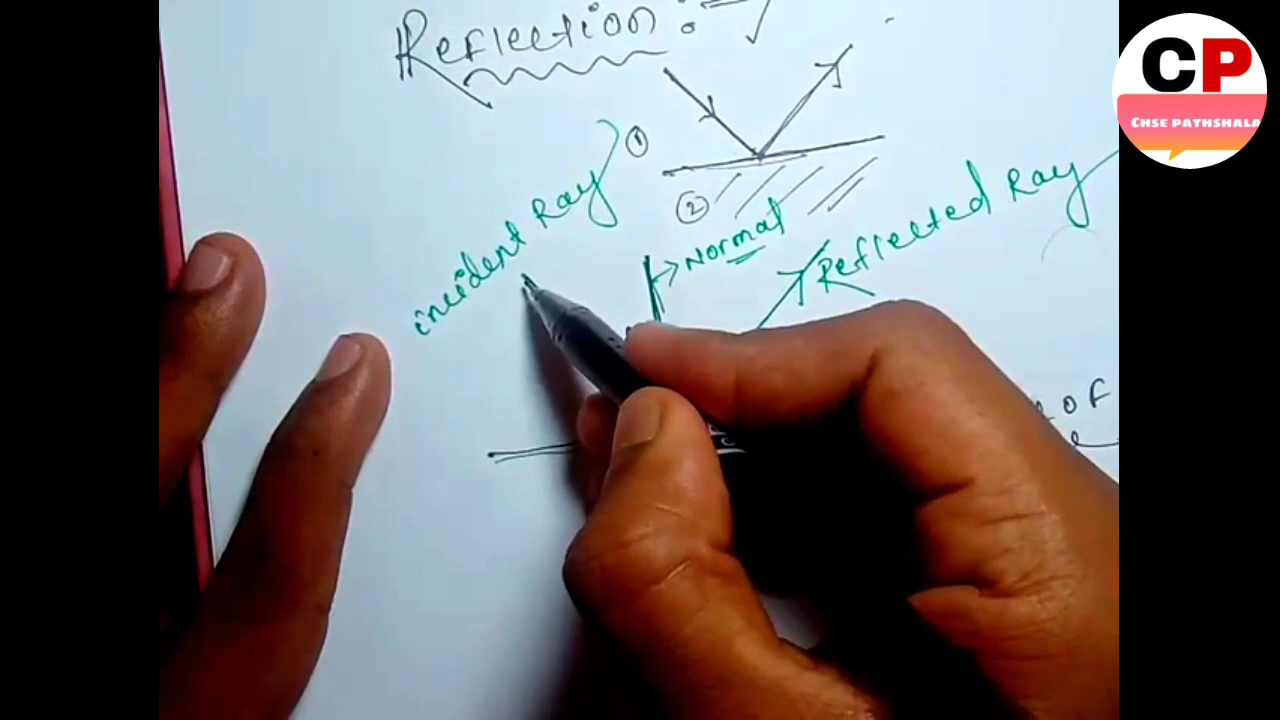 Reflection :
①
②
incident Ray
Normal
Reflected Ray
of
CP
CHSE PATHSHALA